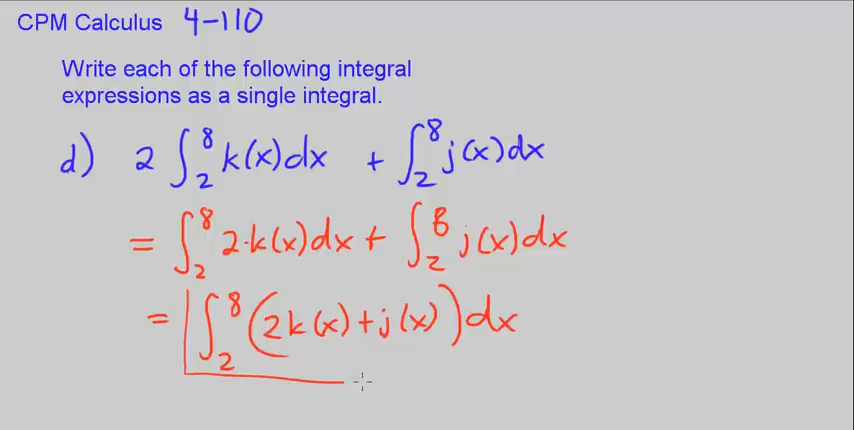 CPM Calculus 4-110
Write each of the following integral
expressions as a single integral.
d) 2 ∫₂⁸ k(x)dx + ∫₂⁸ j(x)dx
= ∫₂⁸ 2·k(x)dx + ∫₂⁸ j(x)dx
= ∫₂⁸ (2k(x)+j(x))dx